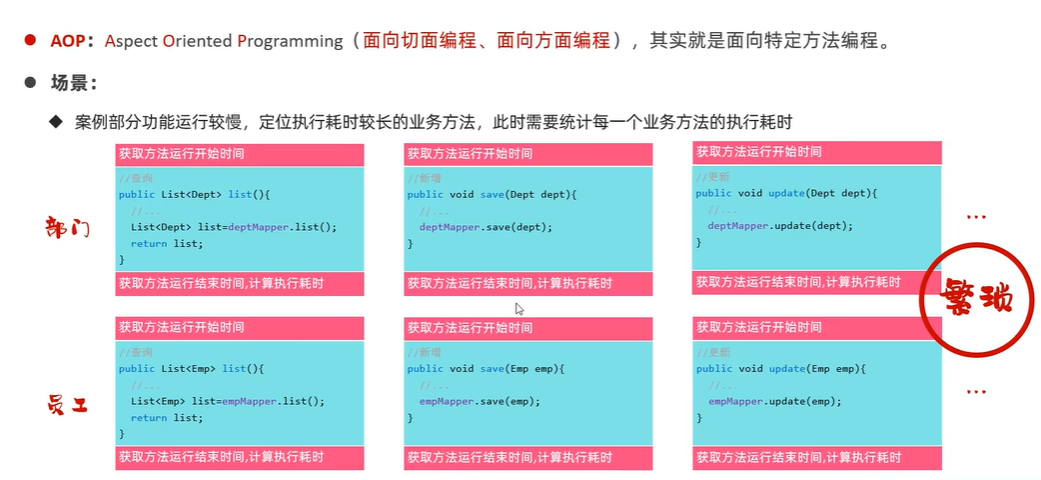 AOP：Aspect Oriented Programming（面向切面编程、面向方面编程），其实就是面向特定方法编程。
场景：
案例部分功能运行较慢，定位执行耗时较长的业务方法，此时需要统计每一个业务方法的执行耗时
部门
获取方法运行开始时间
//查询
public List<Dept> list(){
//...
List<Dept> list=deptMapper.list();
return list;
}
获取方法运行结束时间,计算执行耗时
获取方法运行开始时间
//新增
public void save(Dept dept){
//...
deptMapper.save(dept);
}
获取方法运行结束时间,计算执行耗时
获取方法运行开始时间
//更新
public void update(Dept dept){
//...
deptMapper.update(dept);
}
获取方法运行结束时间,计算执行耗时
...
繁琐
员工
获取方法运行开始时间
//查询
public List<Emp> list(){
//...
List<Emp> list=empMapper.list();
return list;
}
获取方法运行结束时间,计算执行耗时
获取方法运行开始时间
//新增
public void save(Emp emp){
//...
empMapper.save(emp);
}
获取方法运行结束时间,计算执行耗时
获取方法运行开始时间
//更新
public void update(Emp emp){
//...
empMapper.update(emp);
}
获取方法运行结束时间,计算执行耗时
...